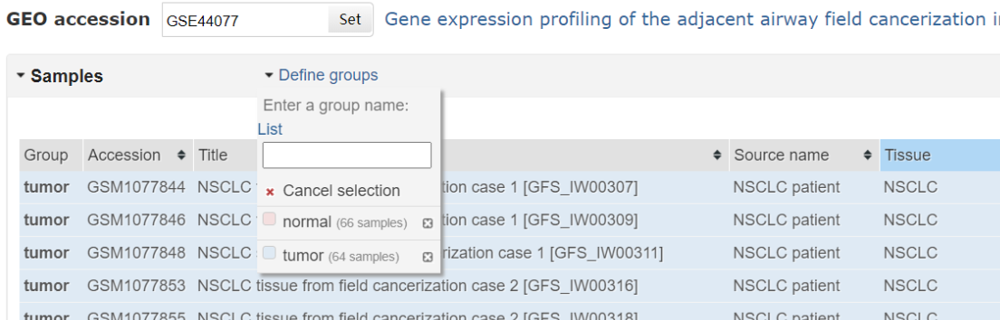 GEO accession GSE44077 Set Gene expression profiling of the adjacent airway field cancerization i
Samples Define groups
Enter a group name:
List
Group Accession Title Source name Tissue
Cancel selection
normal (66 samples)
tumor (64 samples)
tumor GSM1077844 NSCLC tion case 1 [GFS_IW00307] NSCLC patient NSCLC
tumor GSM1077846 NSCLC tion case 1 [GFS_IW00309] NSCLC patient NSCLC
tumor GSM1077848 NSCLC rization case 1 [GFS_IW00311] NSCLC patient NSCLC
tumor GSM1077853 NSCLC tissue from field cancerization case 2 [GFS_IW00316] NSCLC patient NSCLC
tumor GSM1077855 NSCLC tissue from field cancerization case 2 [GFS_IW00318] NSCLC patient NSCLC